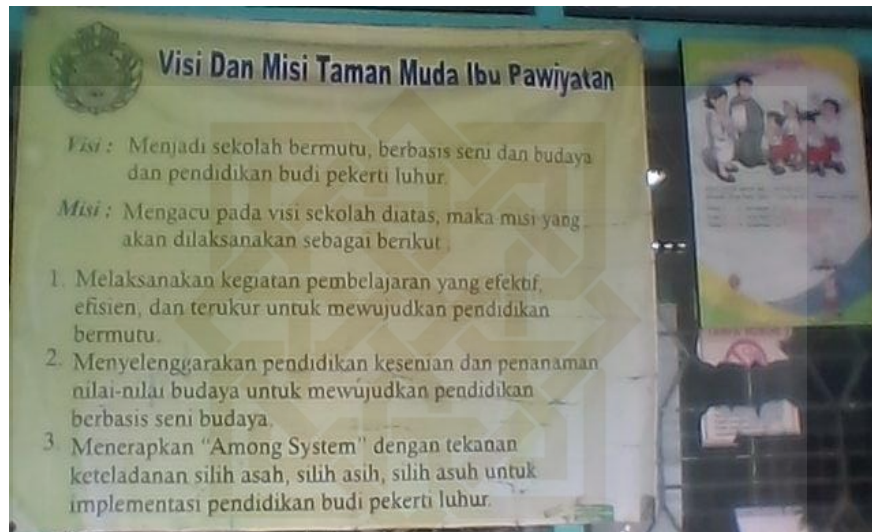 Visi Dan Misi Taman Muda Ibu Pawiyatan
Visi : Menjadi sekolah bermutu, berbasis seni dan budaya
dan pendidikan budi pekerti luhur.
Misi : Mengacu pada visi sekolah diatas, maka misi yang
akan dilaksanakan sebagai berikut :
1. Melaksanakan kegiatan pembelajaran yang efektif,
efisien, dan terukur untuk mewujudkan pendidikan
bermutu.
2. Menyelenggarakan pendidikan kesenian dan penanaman
nilai-nilai budaya untuk mewujudkan pendidikan
berbasis seni budaya.
3. Menerapkan “Among System” dengan tekanan
keteladanan silih asah, silih asih, silih asuh untuk
implementasi pendidikan budi pekerti luhur.